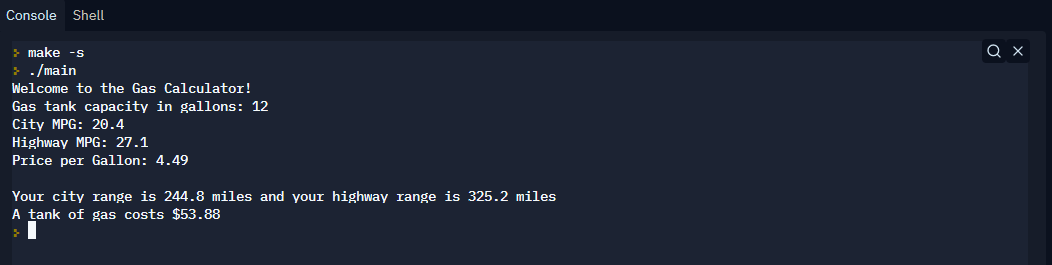 Console Shell
> make -s
> ./main
Welcome to the Gas Calculator!
Gas tank capacity in gallons: 12
City MPG: 20.4
Highway MPG: 27.1
Price per Gallon: 4.49
Your city range is 244.8 miles and your highway range is 325.2 miles
A tank of gas costs $53.88
>